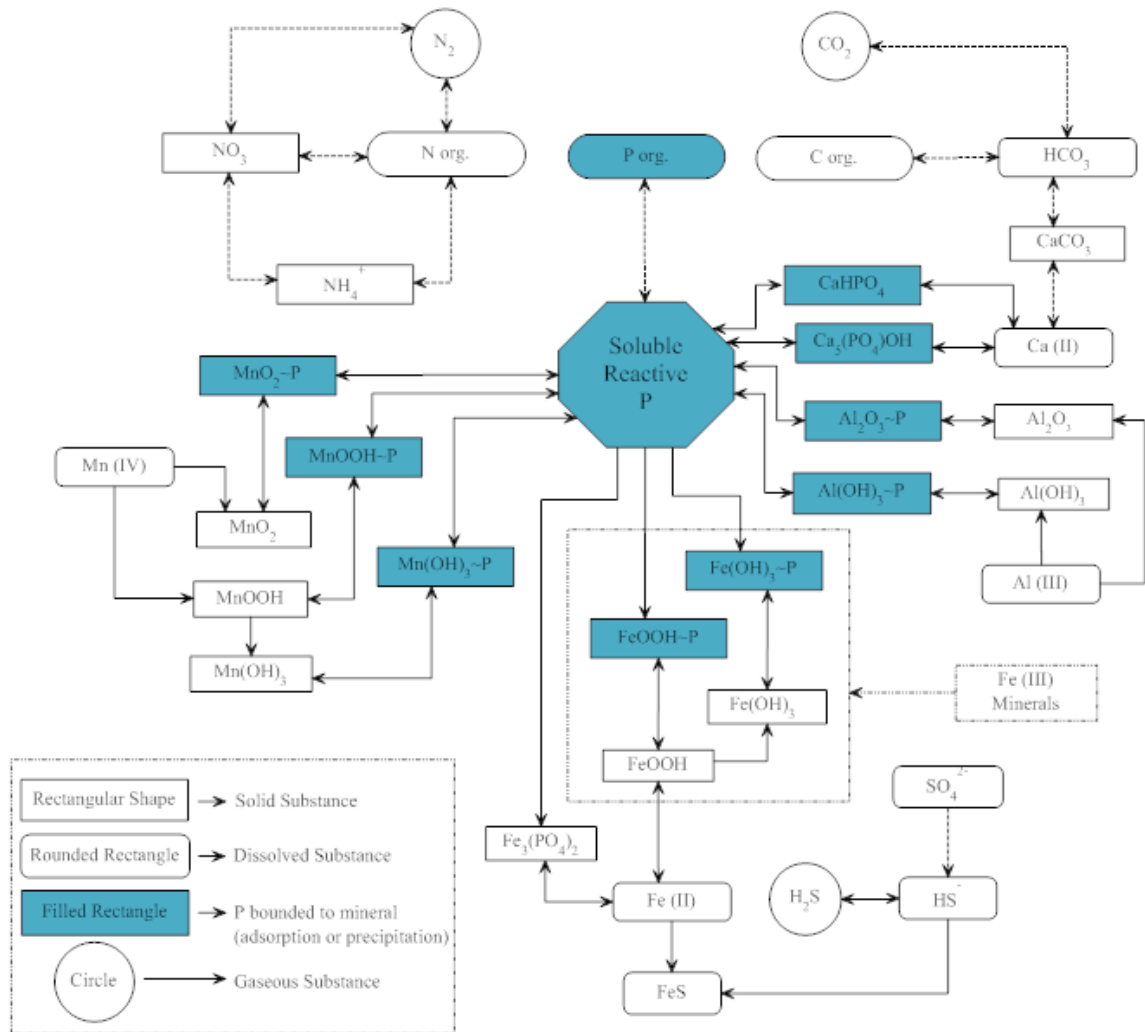 N₂
CO₂
NO₃
N org.
P org.
C org.
HCO₃
CaCO₃
NH₄⁺
CaHPO₄
Soluble
Reactive
P
Ca₅(PO₄)OH
Ca (II)
MnO₂~P
Al₂O₃~P
Al₂O₃
MnOOH~P
Mn (IV)
Al(OH)₃~P
Al(OH)₃
MnO₂
Mn(OH)₃~P
Fe(OH)₃~P
Al (III)
MnOOH
FeOOH~P
Mn(OH)₃
Fe(OH)₃
Fe (III)
Minerals
FeOOH
SO₄²⁻
Rectangular Shape
Solid Substance
Fe₃(PO₄)₂
Rounded Rectangle
Dissolved Substance
Fe (II)
H₂S
HS⁻
Filled Rectangle
P bounded to mineral
(adsorption or precipitation)
Circle
Gaseous Substance
FeS